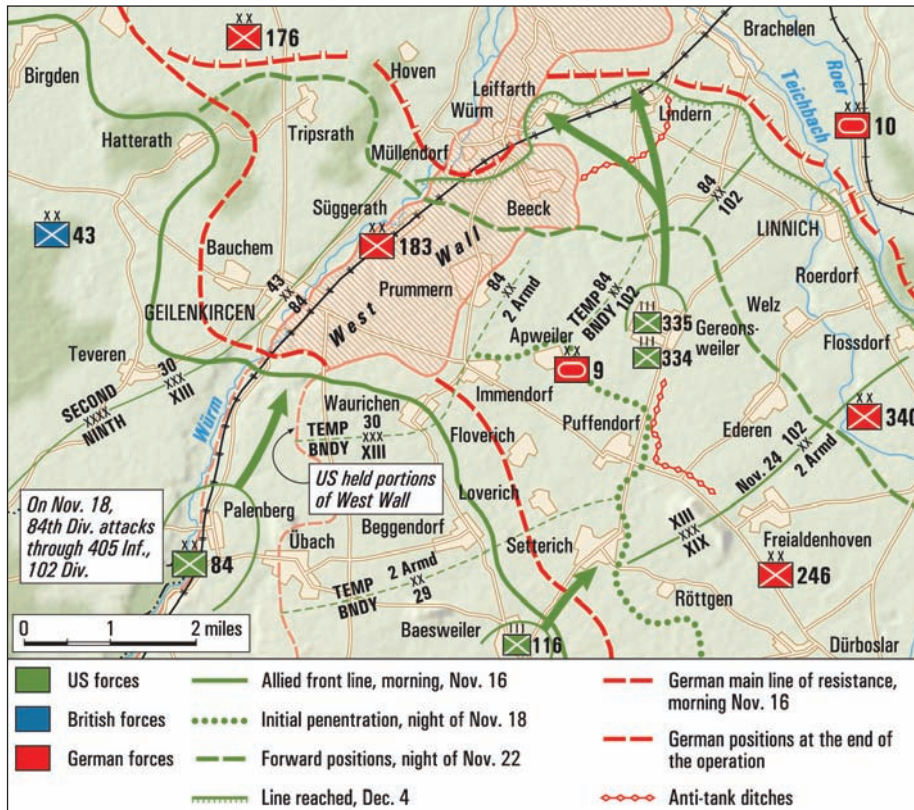 176
Birgden
Hoven
Brachelen
Leiffarth
Würm
Roer
Teichbach
Hatterath
Tripsrath
Lindern
10
Müllendorf
84
102
43
Süggerath
183
Beeck
LINNICH
Bauchem
West Wall
43
84
Prummern
84
2 Armd
TEMP 84
BNDY 102
Roerdorf
Welz
GEILENKIRCEN
Apweiler
335
Gereons-
weiler
334
Flossdorf
Teveren
9
Immendorf
SECOND
NINTH
30
XIII
Würm
Waurichen
TEMP 30
BNDY XIII
Floverich
Puffendorf
Ederen
340
Nov. 24 102
2 Armd
US held portions
of West Wall
Loverich
On Nov. 18,
84th Div. attacks
through 405 Inf.,
102 Div.
Palenberg
Beggendorf
Übach
Setterich
XIII
XIX
Freialdenhoven
84
TEMP 2 Armd
BNDY 29
246
Röttgen
0 1 2 miles
Baesweiler
116
Dürboslar
US forces
British forces
German forces
Allied front line, morning, Nov. 16
Initial penentration, night of Nov. 18
Forward positions, night of Nov. 22
Line reached, Dec. 4
German main line of resistance,
morning Nov. 16
German positions at the end of
the operation
Anti-tank ditches